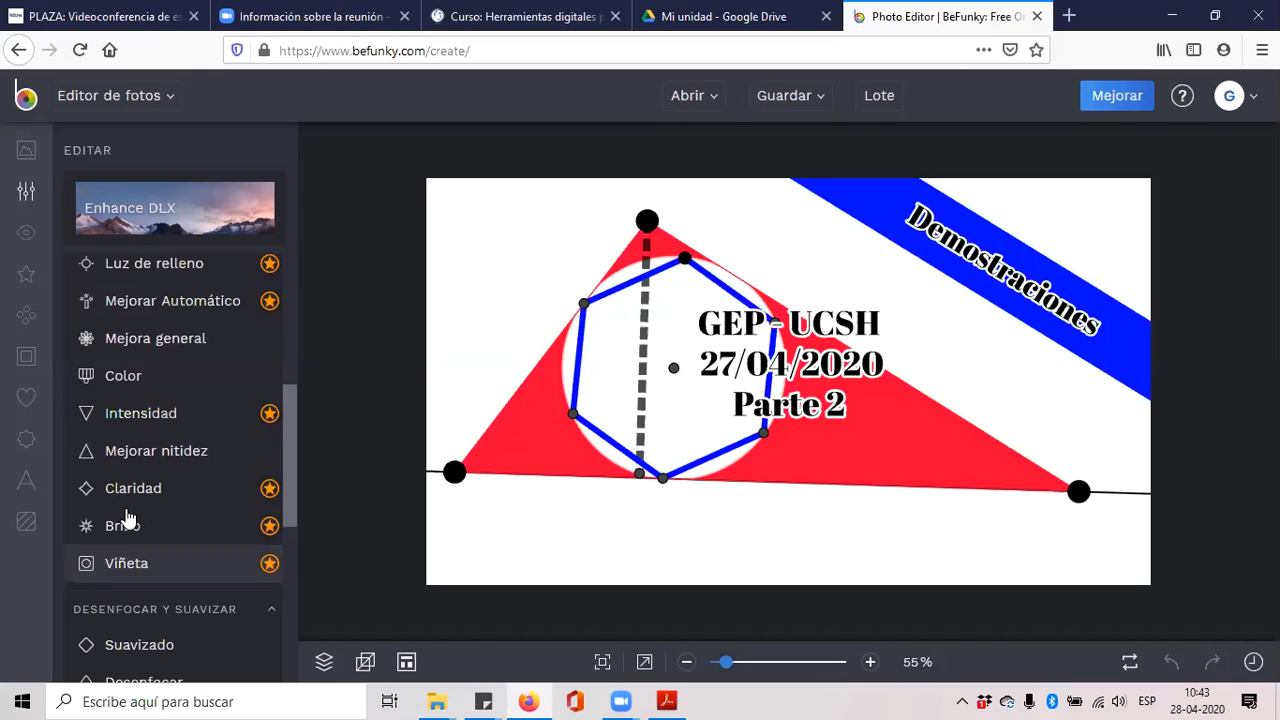 PLAZA: Videoconferencia de es
Información sobre la reunión -
Curso: Herramientas digitales p
Mi unidad - Google Drive
Photo Editor | BeFunky: Free On
https://www.befunky.com/create/
Editor de fotos
Abrir
Guardar
Lote
Mejorar
?
G
EDITAR
Enhance DLX
Luz de relleno
Mejorar Automático
Mejora general
Color
Intensidad
Mejorar nitidez
Claridad
Viñeta
DESENFOCAR Y SUAVIZAR
Suavizado
Desenfocar
Demostraciones
GEP - UCSH
27/04/2020
Parte 2
55 %
Escribe aquí para buscar
ESP
10:43
28-04-2020